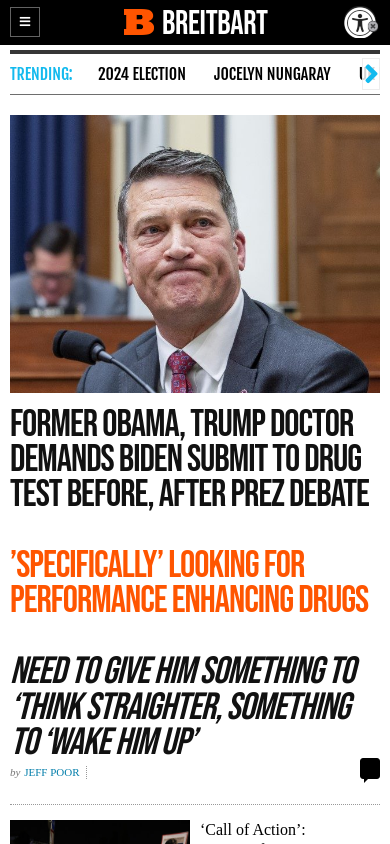 B BREITBART
TRENDING:
2024 ELECTION
JOCELYN NUNGARAY
FORMER OBAMA, TRUMP DOCTOR
DEMANDS BIDEN SUBMIT TO DRUG
TEST BEFORE, AFTER PREZ DEBATE
’SPECIFICALLY’ LOOKING FOR
PERFORMANCE ENHANCING DRUGS
NEED TO GIVE HIM SOMETHING TO
‘THINK STRAIGHTER, SOMETHING
TO ‘WAKE HIM UP’
by JEFF POOR
‘Call of Action’: